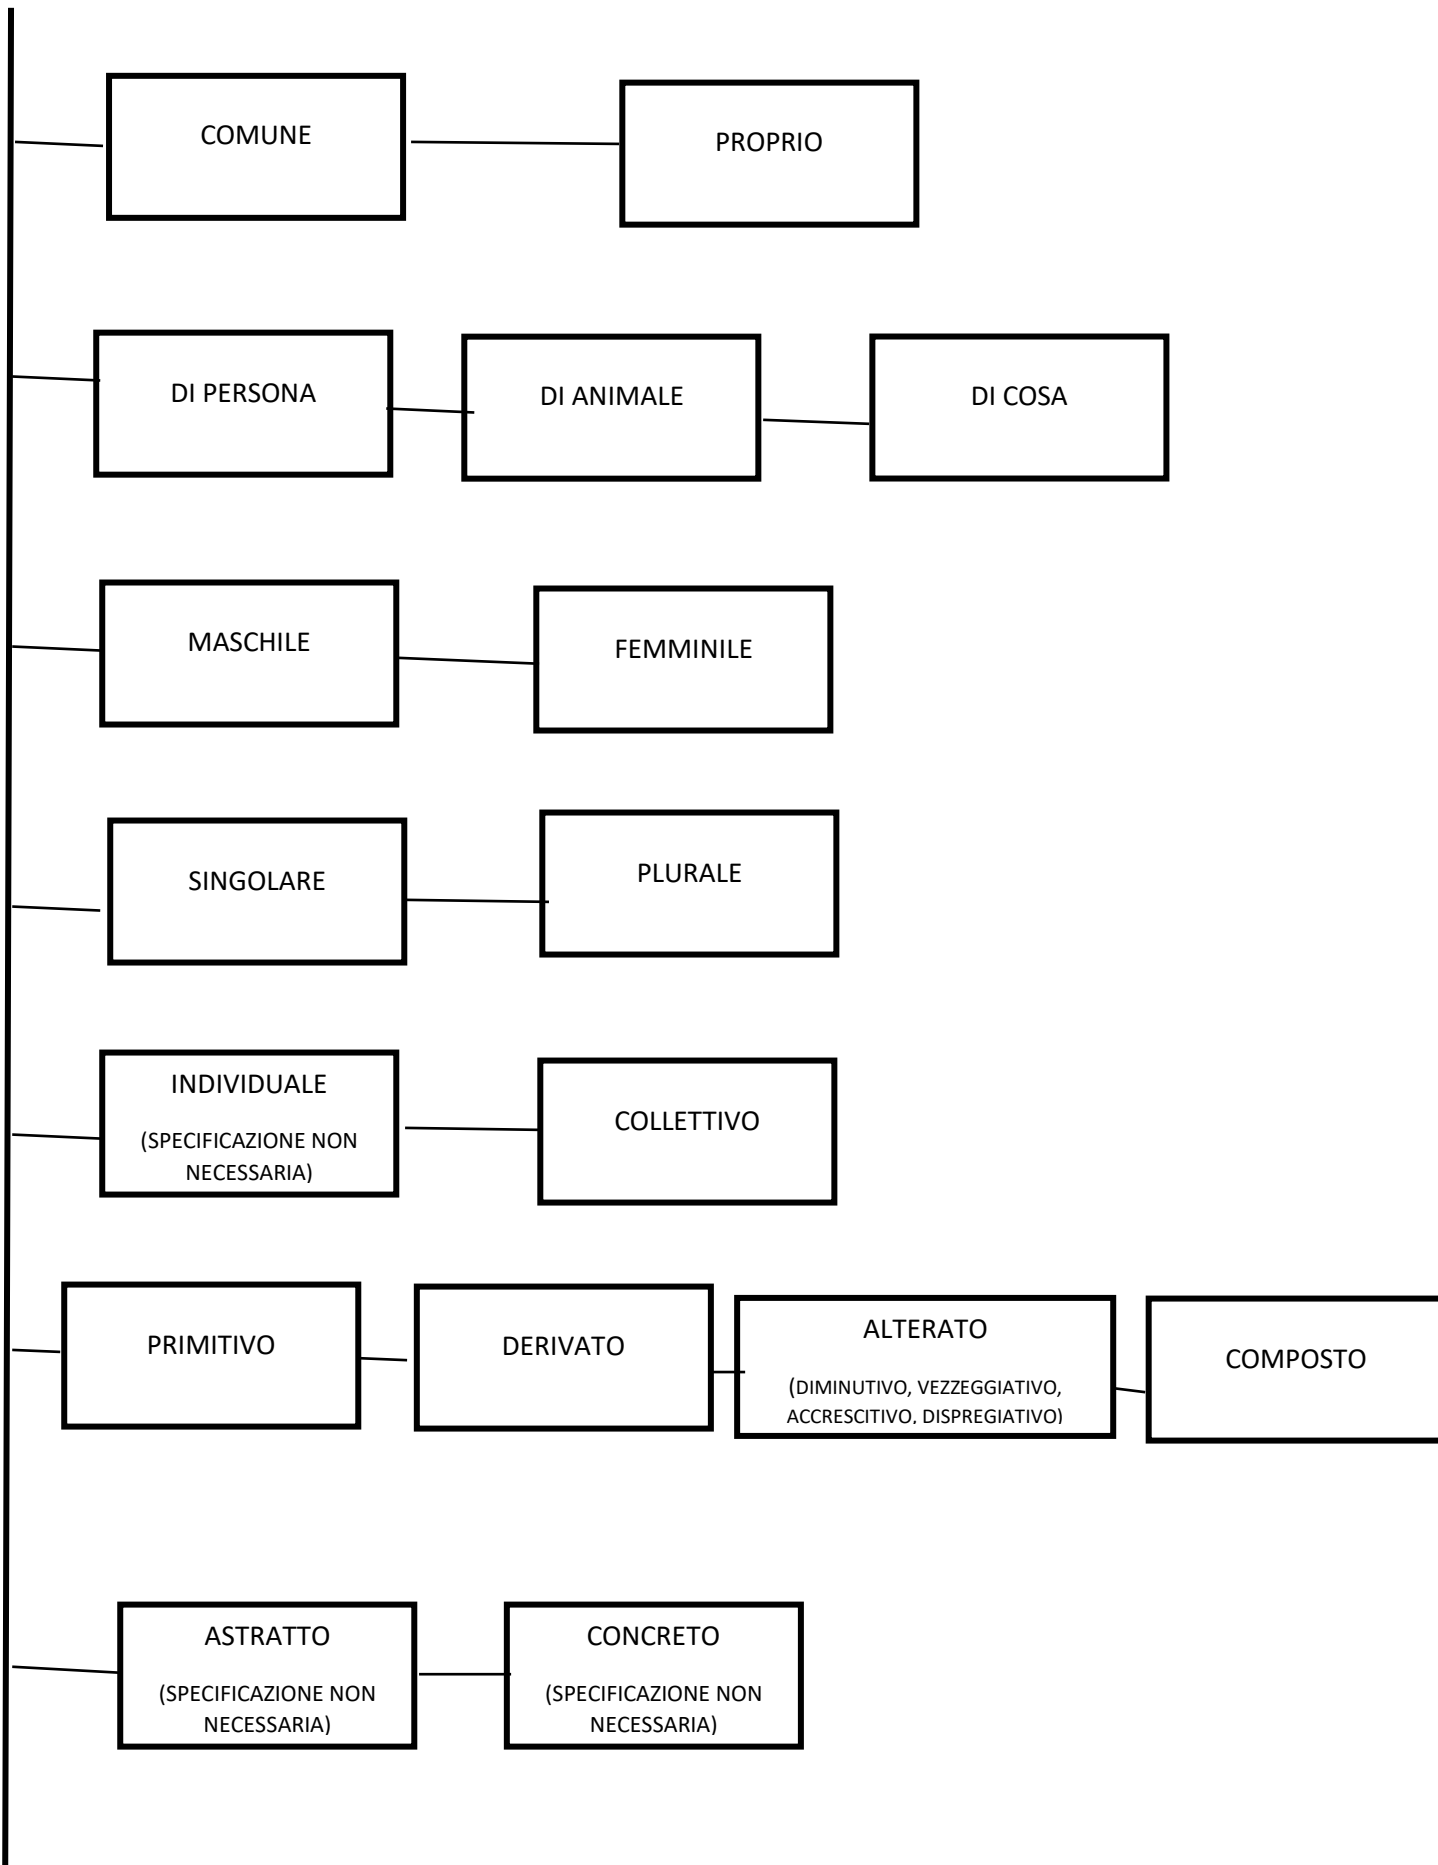 COMUNE
PROPRIO
DI PERSONA
DI ANIMALE
DI COSA
MASCHILE
FEMMINILE
SINGOLARE
PLURALE
INDIVIDUALE
(SPECIFICAZIONE NON
NECESSARIA)
COLLETTIVO
PRIMITIVO
DERIVATO
ALTERATO
(DIMINUTIVO, VEZZEGGIATIVO,
ACCRESCITIVO, DISPREGIATIVO)
COMPOSTO
ASTRATTO
(SPECIFICAZIONE NON
NECESSARIA)
CONCRETO
(SPECIFICAZIONE NON
NECESSARIA)